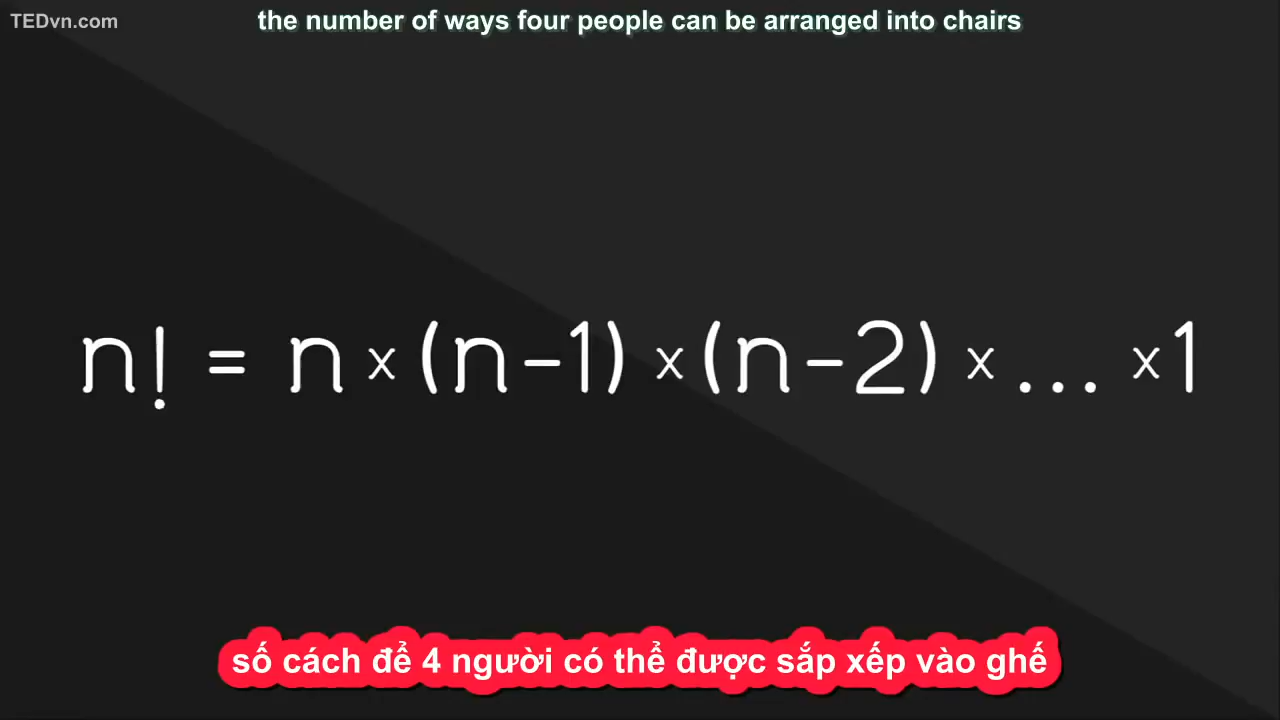 TEDvn.com
the number of ways four people can be arranged into chairs
n! = n x (n-1) x (n-2) x ... x 1
số cách để 4 người có thể được sắp xếp vào ghế